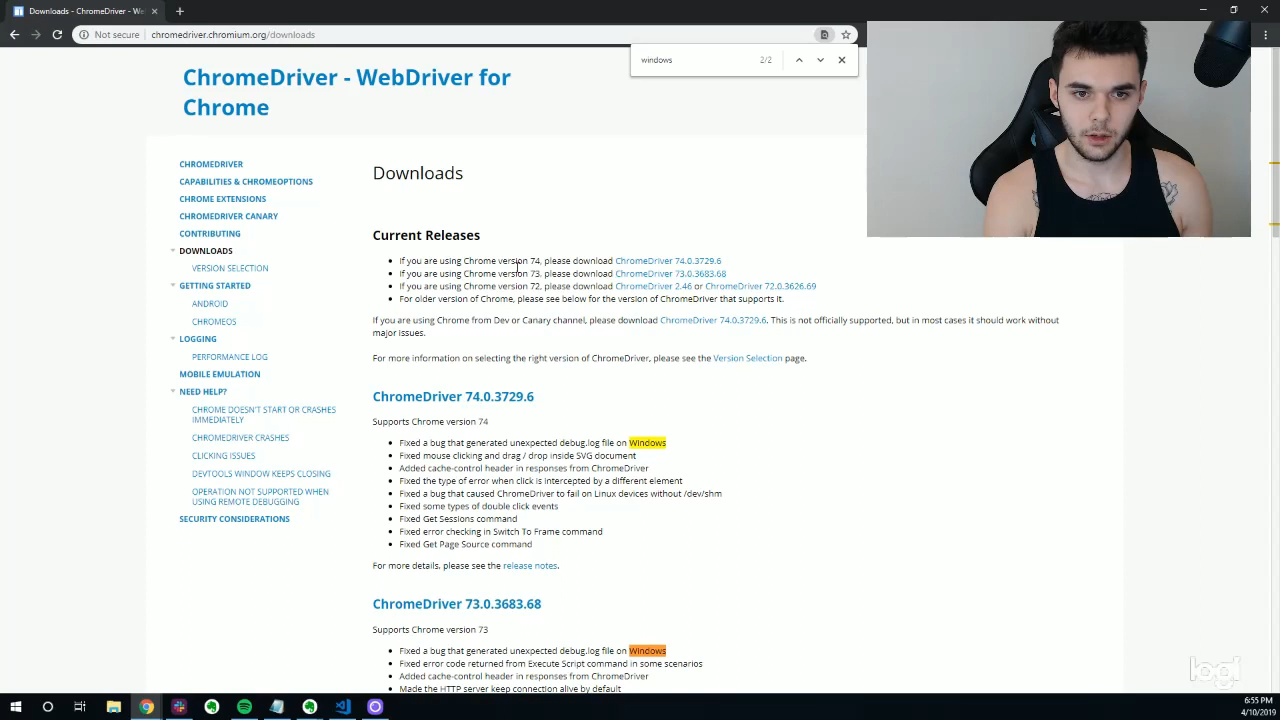 Downloads - ChromeDriver - Web
Not secure
chromedriver.chromium.org/downloads
windows
2/2
ChromeDriver - WebDriver for
Chrome
CHROMEDRIVER
CAPABILITIES & CHROMEOPTIONS
CHROME EXTENSIONS
CHROMEDRIVER CANARY
CONTRIBUTING
DOWNLOADS
VERSION SELECTION
GETTING STARTED
ANDROID
CHROMEOS
LOGGING
PERFORMANCE LOG
MOBILE EMULATION
NEED HELP?
CHROME DOESN'T START OR CRASHES
IMMEDIATELY
CHROMEDRIVER CRASHES
CLICKING ISSUES
DEVTOOLS WINDOW KEEPS CLOSING
OPERATION NOT SUPPORTED WHEN
USING REMOTE DEBUGGING
SECURITY CONSIDERATIONS
Downloads
Current Releases
If you are using Chrome version 74, please download ChromeDriver 74.0.3729.6
If you are using Chrome version 73, please download ChromeDriver 73.0.3683.68
If you are using Chrome version 72, please download ChromeDriver 2.46 or ChromeDriver 72.0.3626.69
For older version of Chrome, please see below for the version of ChromeDriver that supports it.
If you are using Chrome from Dev or Canary channel, please download ChromeDriver 74.0.3729.6. This is not officially supported, but in most cases it should work without
major issues.
For more information on selecting the right version of ChromeDriver, please see the Version Selection page.
ChromeDriver 74.0.3729.6
Supports Chrome version 74
Fixed a bug that generated unexpected debug.log file on Windows
Fixed mouse clicking and drag / drop inside SVG document
Added cache-control header in responses from ChromeDriver
Fixed the type of error when click is intercepted by a different element
Fixed a bug that caused ChromeDriver to fail on Linux devices without /dev/shm
Fixed some types of double click events
Fixed Get Sessions command
Fixed error checking in Switch To Frame command
Fixed Get Page Source command
For more details, please see the release notes.
ChromeDriver 73.0.3683.68
Supports Chrome version 73
Fixed a bug that generated unexpected debug.log file on Windows
Fixed error code returned from Execute Script command in some scenarios
Added cache-control header in responses from ChromeDriver
Made the HTTP server keep connection alive by default
logi
6:55 PM
4/10/2019